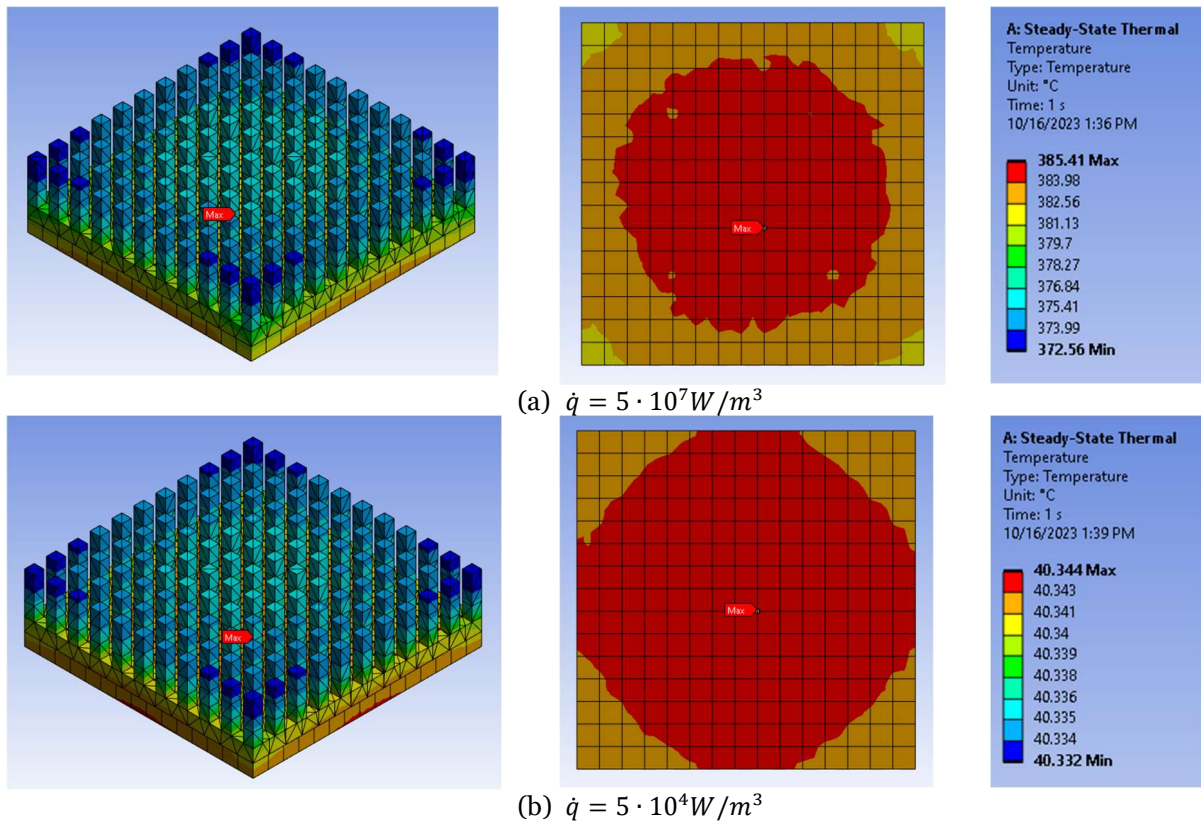 Max
Max
A: Steady-State Thermal
Temperature
Type: Temperature
Unit: °C
Time: 1 s
10/16/2023 1:36 PM
385.41 Max
383.98
382.56
381.13
379.7
378.27
376.84
375.41
373.99
372.56 Min
(a) q̇ = 5 · 10⁷W/m³
Max
Max
A: Steady-State Thermal
Temperature
Type: Temperature
Unit: °C
Time: 1 s
10/16/2023 1:39 PM
40.344 Max
40.343
40.341
40.34
40.339
40.338
40.336
40.335
40.334
40.332 Min
(b) q̇ = 5 · 10⁴W/m³